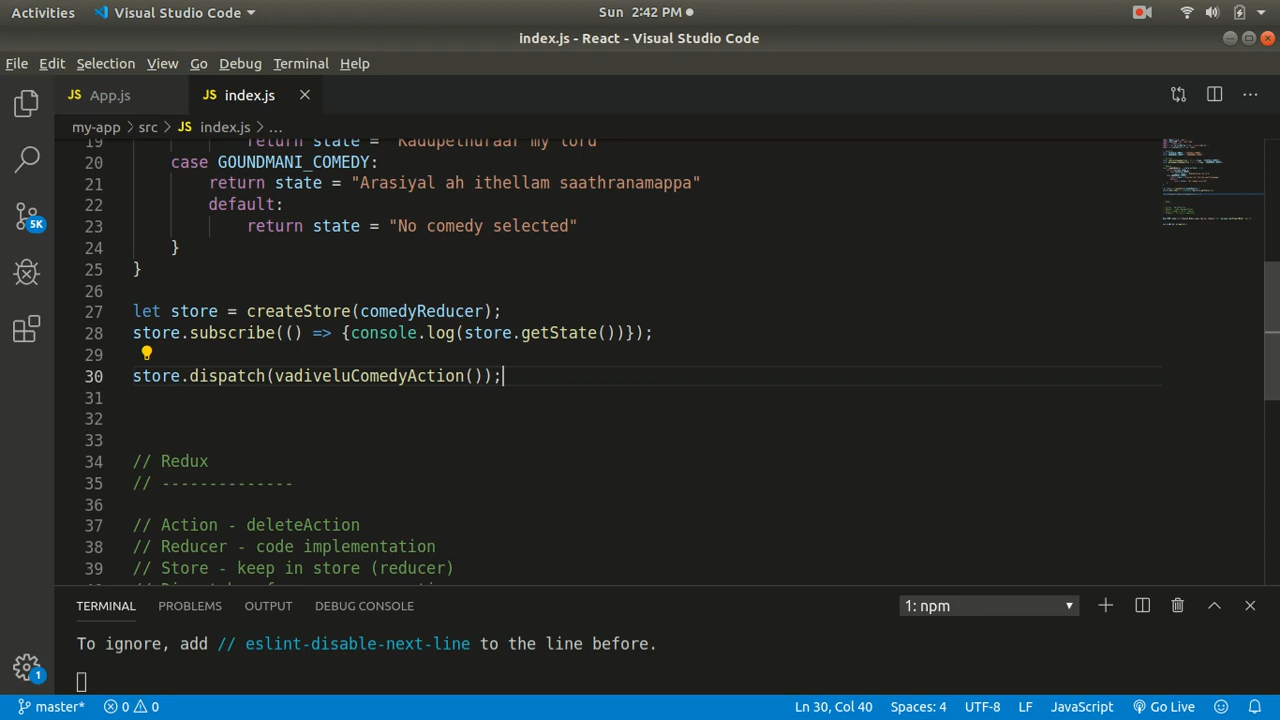 Activities Visual Studio Code Sun 2:42 PM
index.js - React - Visual Studio Code
File Edit Selection View Go Debug Terminal Help
JS App.js JS index.js
my-app > src > JS index.js > ...
19 return state = "Kadupethuraar my lord"
20 case GOUNDMANI_COMEDY:
21 return state = "Arasiyal ah ithellam saathranamappa"
22 default:
23 return state = "No comedy selected"
24 }
25 }
26
27 let store = createStore(comedyReducer);
28 store.subscribe(() => {console.log(store.getState())});
29
30 store.dispatch(vadiveluComedyAction());
31
32
33
34 // Redux
35 // --------------
36
37 // Action - deleteAction
38 // Reducer - code implementation
39 // Store - keep in store (reducer)
5K
TERMINAL PROBLEMS OUTPUT DEBUG CONSOLE 1: npm
To ignore, add // eslint-disable-next-line to the line before.
1
master* 0 0 Ln 30, Col 40 Spaces: 4 UTF-8 LF JavaScript Go Live